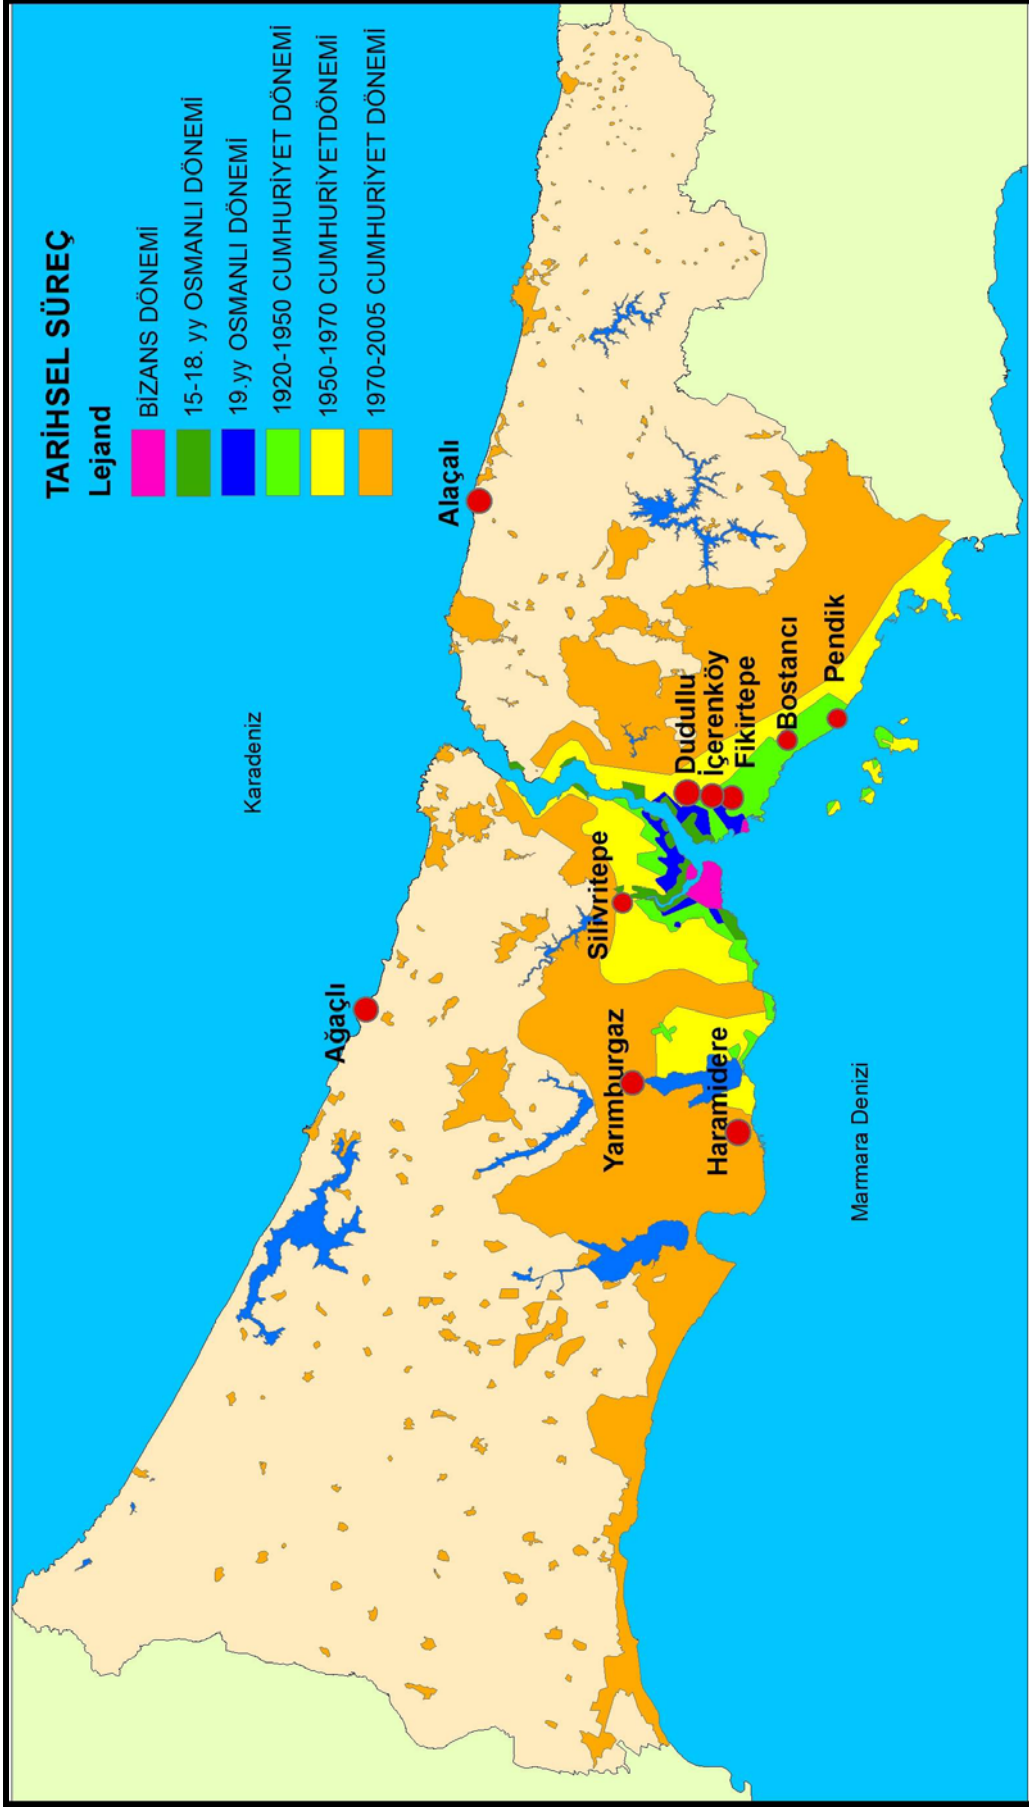 TARİHSEL SÜREÇ
Lejand
BİZANS DÖNEMİ
15-18. yy OSMANLI DÖNEMİ
19.yy OSMANLI DÖNEMİ
1920-1950 CUMHURİYET DÖNEMİ
1950-1970 CUMHURİYETDÖNEMİ
1970-2005 CUMHURİYET DÖNEMİ
Karadeniz
Alaçalı
Ağaçlı
Silivritepe
Dudullu
İçerenköy
Fikirtepe
Bostancı
Pendik
Yarımburgaz
Haramidere
Marmara Denizi